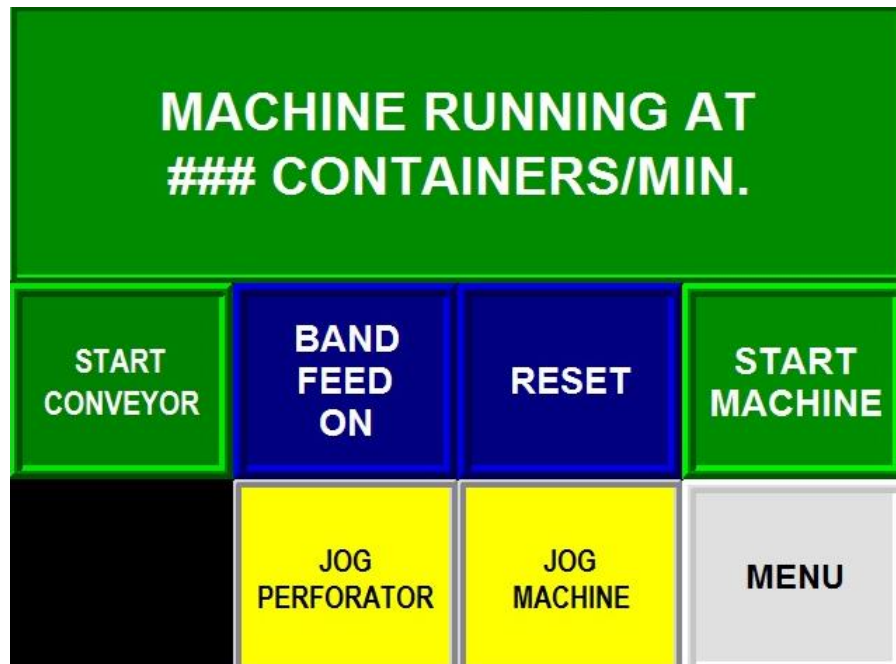 MACHINE RUNNING AT
### CONTAINERS/MIN.
START
CONVEYOR
BAND
FEED
ON
RESET
START
MACHINE
JOG
PERFORATOR
JOG
MACHINE
MENU